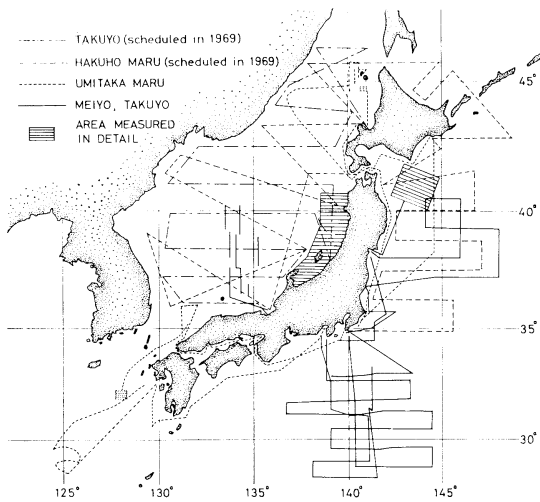 TAKUYO (scheduled in 1969)
HAKUHO MARU (scheduled in 1969)
UMITAKA MARU
MEIYO, TAKUYO
AREA MEASURED
IN DETAIL
45°
40°
35°
30°
125° 130° 135° 140° 145°